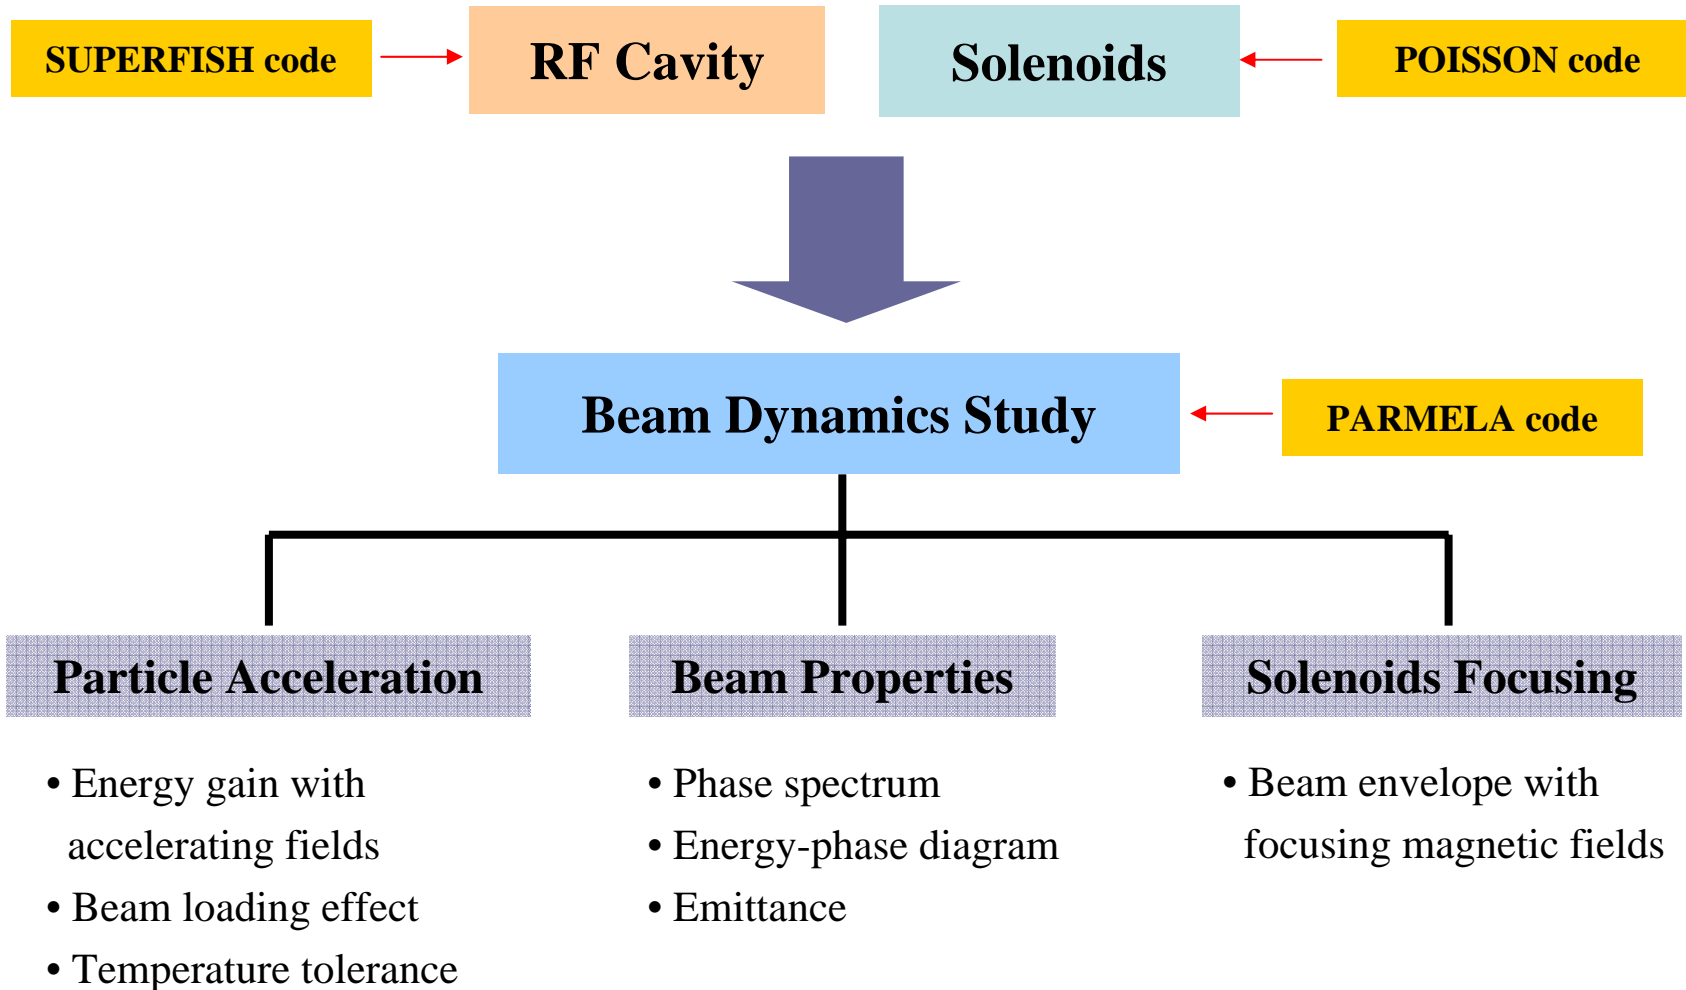 SUPERFISH code
RF Cavity
Solenoids
POISSON code
Beam Dynamics Study
PARMELA code
Particle Acceleration
• Energy gain with
accelerating fields
• Beam loading effect
• Temperature tolerance
Beam Properties
• Phase spectrum
• Energy-phase diagram
• Emittance
Solenoids Focusing
• Beam envelope with
focusing magnetic fields